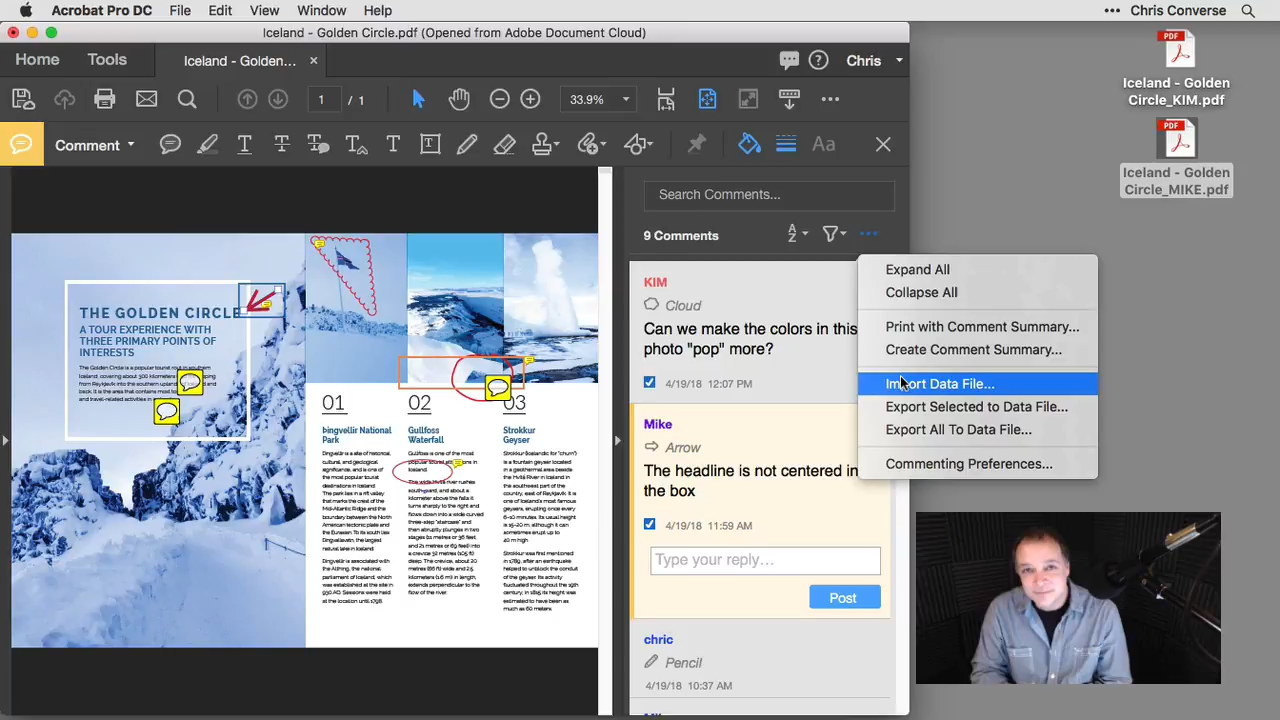 Acrobat Pro DC File Edit View Window Help
••• Chris Converse
Iceland - Golden Circle.pdf (Opened from Adobe Document Cloud)
Home Tools Iceland - Golden... × Chris
1 / 1 33.9% •••
Comment
Aa
Search Comments...
9 Comments
A
Z
KIM
Cloud
Can we make the colors in this
photo "pop" more?
4/19/18 12:07 PM
Mike
Arrow
The headline is not centered in
the box
4/19/18 11:59 AM
Type your reply...
Post
chric
Pencil
4/19/18 10:37 AM
Expand All
Collapse All
Print with Comment Summary...
Create Comment Summary...
Import Data File...
Export Selected to Data File...
Export All To Data File...
Commenting Preferences...
PDF
Iceland - Golden
Circle_KIM.pdf
PDF
Iceland - Golden
Circle_MIKE.pdf
THE GOLDEN CIRCLE
A TOUR EXPERIENCE WITH
THREE PRIMARY POINTS OF
INTERESTS
01
Þingvellir National
Park
02
Gullfoss
Waterfall
03
Strokkur
Geyser